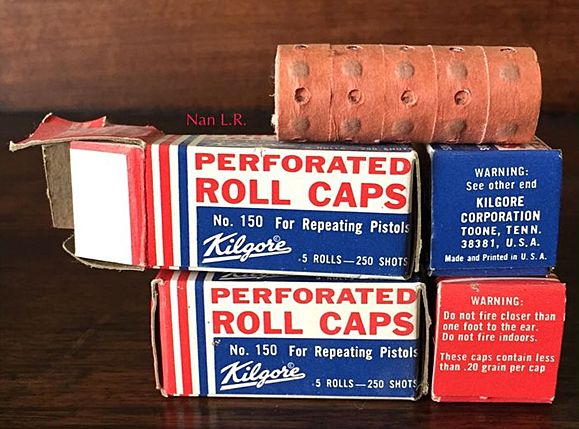 Nan L.R.
PERFORATED
ROLL CAPS
No. 150 For Repeating Pistols
Kilgore
5 ROLLS—250 SHOTS
WARNING:
See other end
KILGORE
CORPORATION
TOONE, TENN.
38381, U.S.A.
Made and Printed in U.S.A.
PERFORATED
ROLL CAPS
No. 150 For Repeating Pistols
Kilgore
5 ROLLS—250 SHOTS
WARNING:
Do not fire closer than
one foot to the ear.
Do not fire indoors.
These caps contain less
than .20 grain per cap